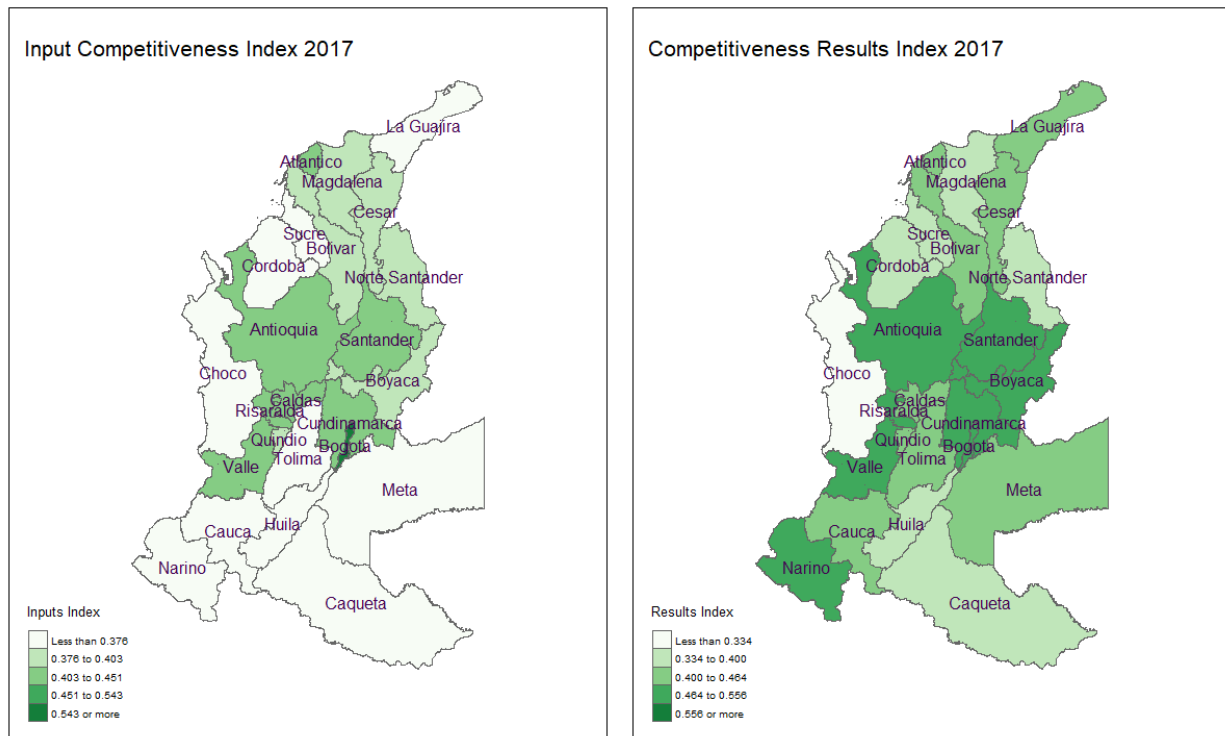 Input Competitiveness Index 2017
La Guajira
Atlantico
Magdalena
Cesar
Sucre
Bolivar
Cordoba
Norte Santander
Antioquia
Santander
Choco
Boyaca
Caldas
Risaralda
Cundinamarca
Quindio
Bogota
Tolima
Valle
Meta
Cauca
Huila
Narino
Caqueta
Inputs Index
Less than 0.376
0.376 to 0.403
0.403 to 0.451
0.451 to 0.543
0.543 or more
Competitiveness Results Index 2017
La Guajira
Atlantico
Magdalena
Cesar
Sucre
Bolivar
Cordoba
Norte Santander
Antioquia
Santander
Choco
Boyaca
Caldas
Risaralda
Cundinamarca
Quindio
Bogota
Tolima
Valle
Meta
Cauca
Huila
Narino
Caqueta
Results Index
Less than 0.334
0.334 to 0.400
0.400 to 0.464
0.464 to 0.556
0.556 or more